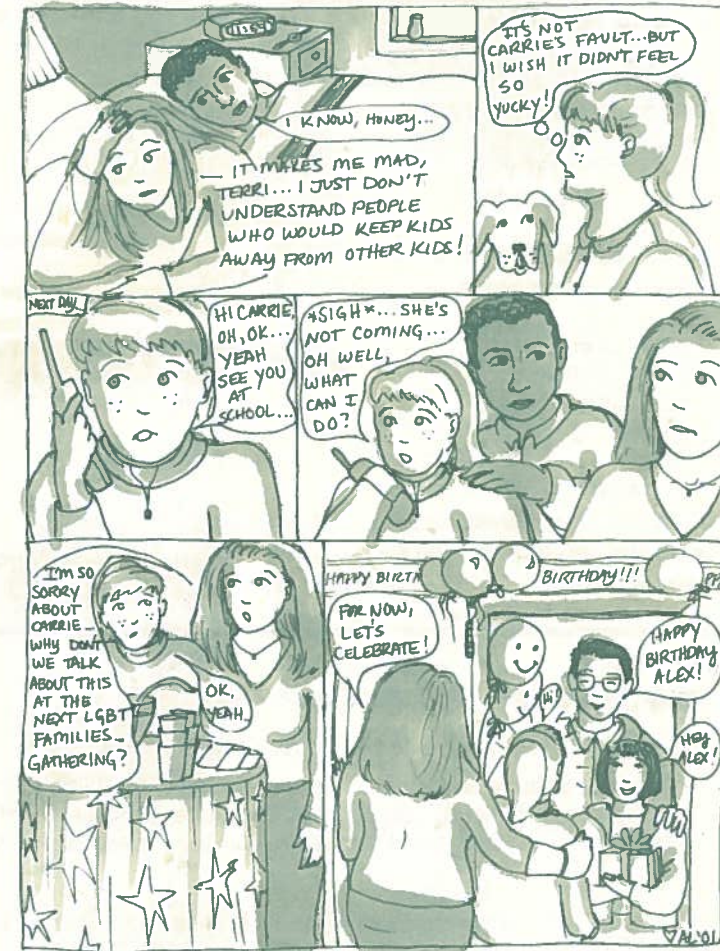 11:54
I KNOW, HONEY...
— IT MAKES ME MAD,
TERRI... I JUST DON'T
UNDERSTAND PEOPLE
WHO WOULD KEEP KIDS
AWAY FROM OTHER KIDS!
IT'S NOT
CARRIE'S FAULT...BUT
I WISH IT DIDN'T FEEL
SO
YUCKY!
NEXT DAY...
HI CARRIE,
OH, OK...
YEAH
SEE YOU
AT
SCHOOL...
*SIGH*... SHE'S
NOT COMING...
OH WELL,
WHAT
CAN I
DO?
I'M SO
SORRY
ABOUT
CARRIE...
WHY DON'T
WE TALK
ABOUT THIS
AT THE
NEXT LGBT
FAMILIES...
GATHERING?
OK,
YEAH...
HAPPY BIRTH
BIRTHDAY!!!
FOR NOW,
LET'S
CELEBRATE!
Hi!
HAPPY
BIRTHDAY
ALEX!
HEY
ALEX!